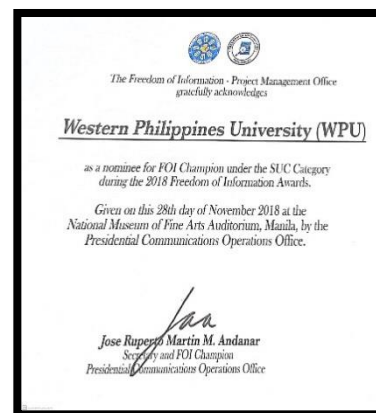 The Freedom of Information - Project Management Office
gratefully acknowledges
Western Philippines University (WPU)
as a nominee for FOI Champion under the SUC Category
during the 2018 Freedom of Information Awards.
Given on this 28th day of November 2018 at the
National Museum of Fine Arts Auditorium, Manila, by the
Presidential Communications Operations Office.
Jose Ruperto Martin M. Andanar
Secretary and FOI Champion
Presidential Communications Operations Office